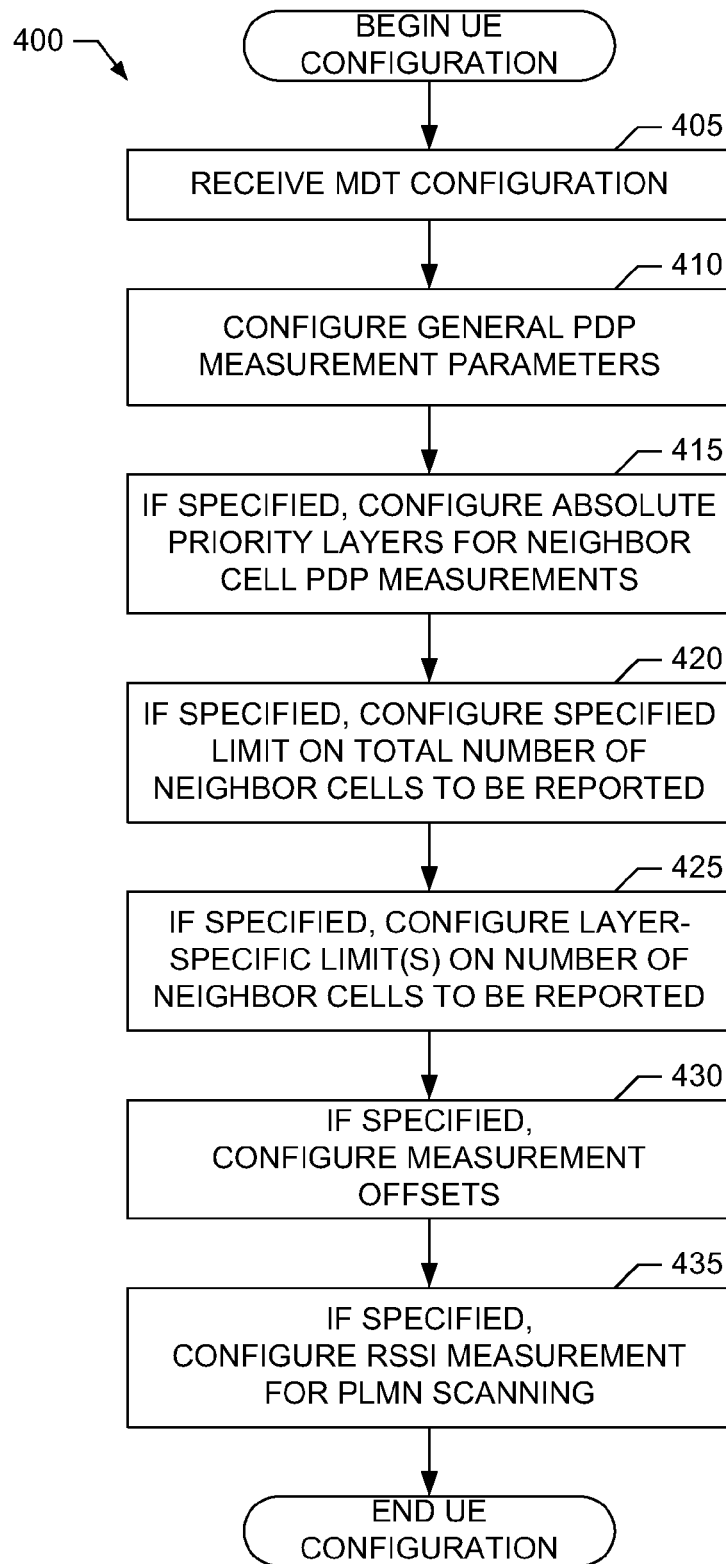 400
BEGIN UE
CONFIGURATION
405
RECEIVE MDT CONFIGURATION
410
CONFIGURE GENERAL PDP
MEASUREMENT PARAMETERS
415
IF SPECIFIED, CONFIGURE ABSOLUTE
PRIORITY LAYERS FOR NEIGHBOR
CELL PDP MEASUREMENTS
420
IF SPECIFIED, CONFIGURE SPECIFIED
LIMIT ON TOTAL NUMBER OF
NEIGHBOR CELLS TO BE REPORTED
425
IF SPECIFIED, CONFIGURE LAYER-
SPECIFIC LIMIT(S) ON NUMBER OF
NEIGHBOR CELLS TO BE REPORTED
430
IF SPECIFIED,
CONFIGURE MEASUREMENT
OFFSETS
435
IF SPECIFIED,
CONFIGURE RSSI MEASUREMENT
FOR PLMN SCANNING
END UE
CONFIGURATION